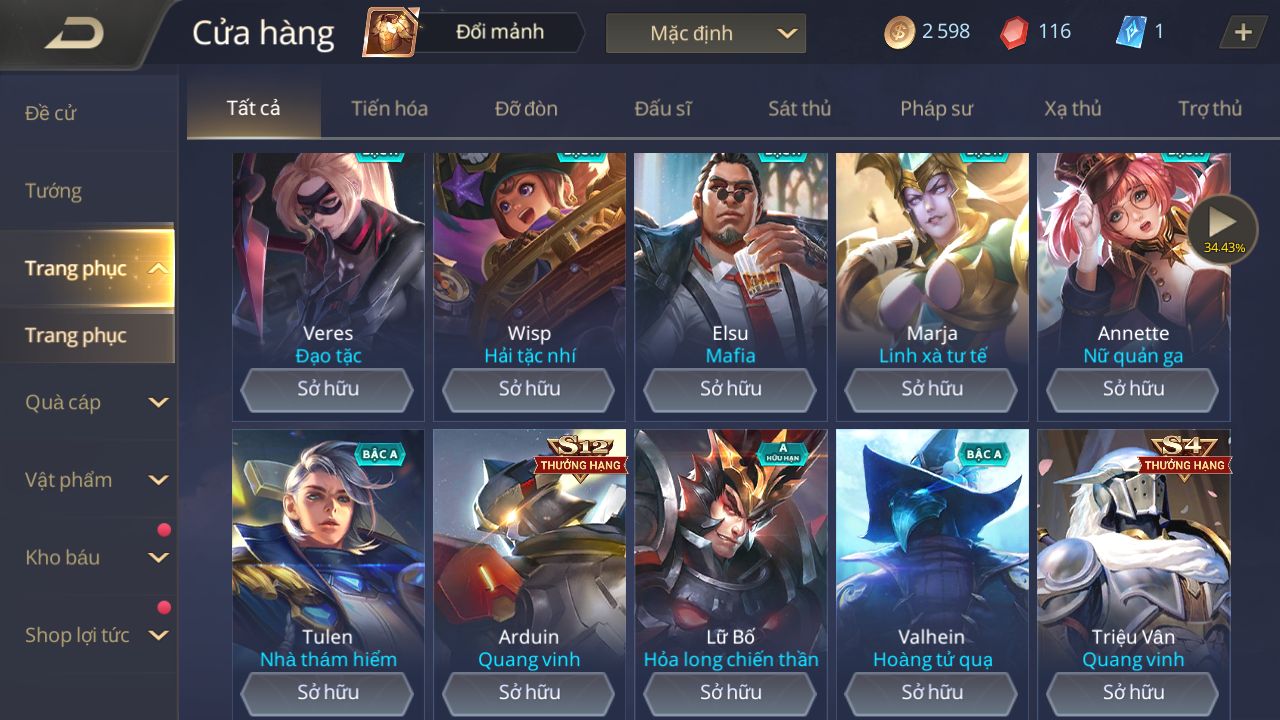 Cửa hàng
Đổi mảnh
Mặc định
2 598
116
1
Đề cử
Tướng
Trang phục
Trang phục
Quà cáp
Vật phẩm
Kho báu
Shop lợi tức
Tất cả
Tiến hóa
Đỡ đòn
Đấu sĩ
Sát thủ
Pháp sư
Xạ thủ
Trợ thủ
34.43%
Veres
Đạo tặc
Sở hữu
Wisp
Hải tặc nhí
Sở hữu
Elsu
Mafia
Sở hữu
Marja
Linh xà tư tế
Sở hữu
Annette
Nữ quản ga
Sở hữu
BẬC A
Tulen
Nhà thám hiểm
Sở hữu
S12
THƯỞNG HẠNG
Arduin
Quang vinh
Sở hữu
A
HỮU HẠN
Lữ Bố
Hỏa long chiến thần
Sở hữu
BẬC A
Valhein
Hoàng tử quạ
Sở hữu
S4
THƯỞNG HẠNG
Triệu Vân
Quang vinh
Sở hữu